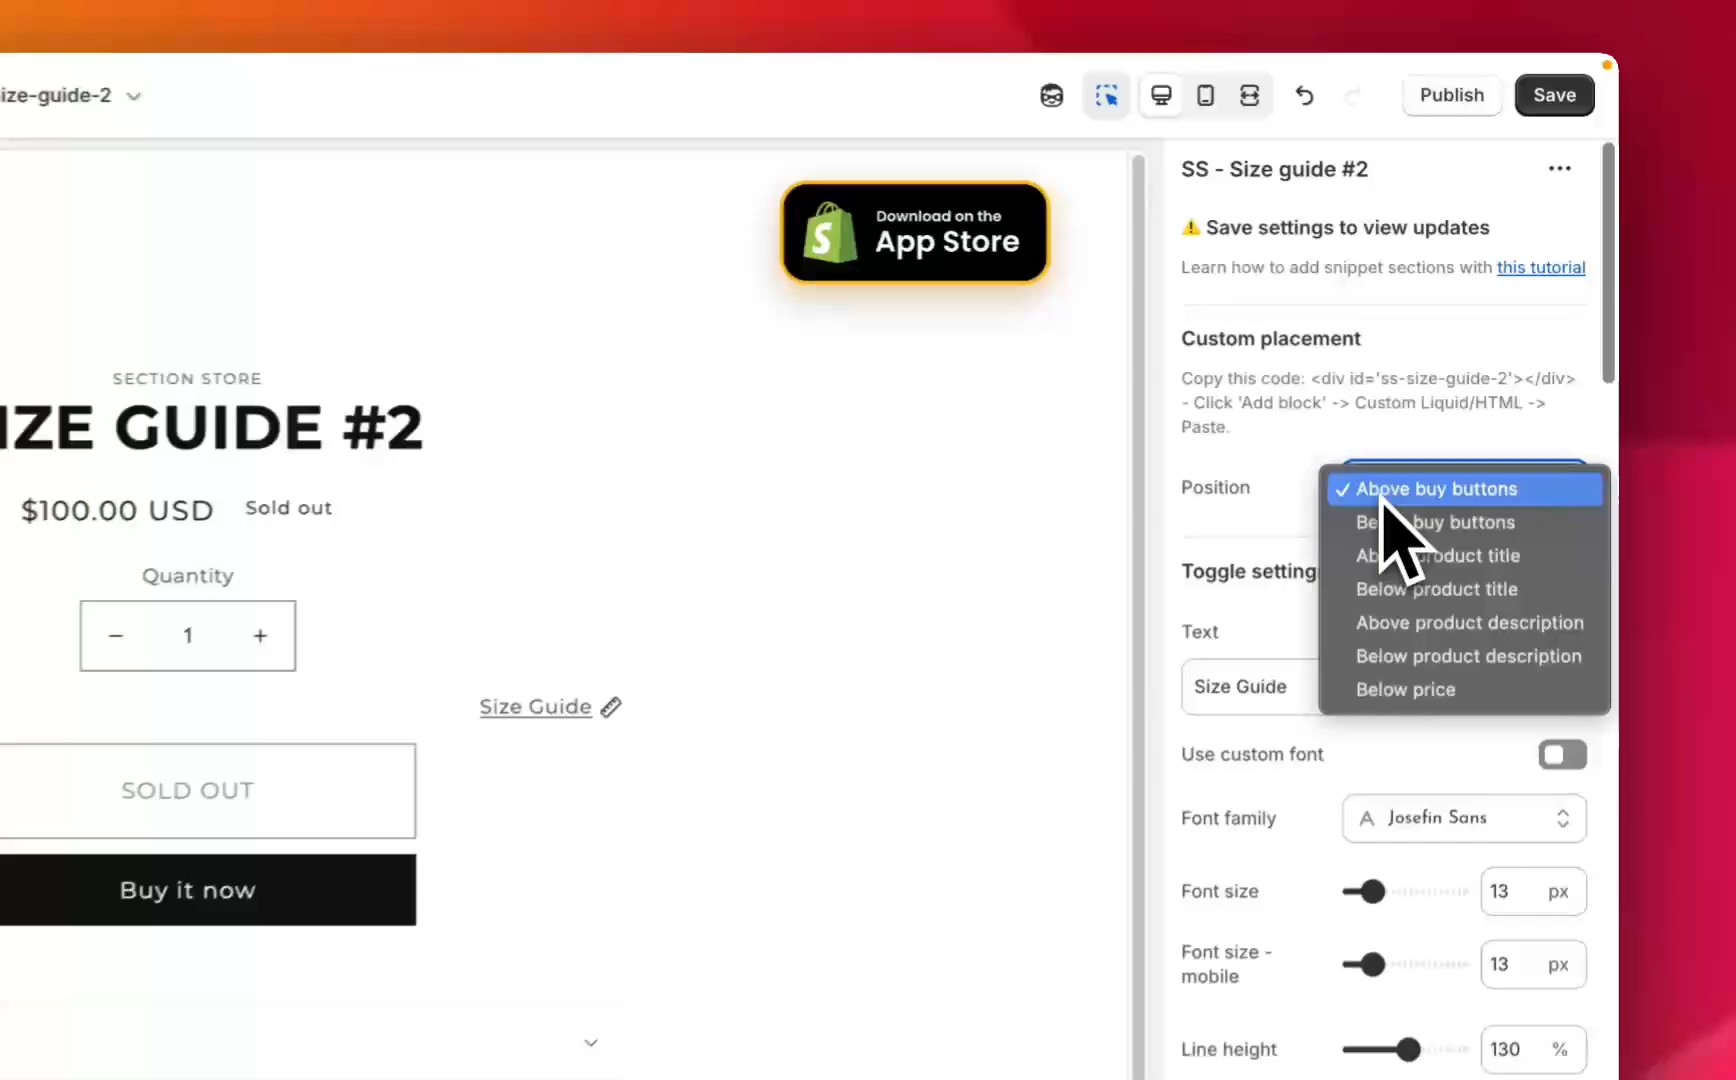 ize-guide-2
Publish
Save
Download on the
App Store
SECTION STORE
IZE GUIDE #2
$100.00 USD
Sold out
Quantity
− 1 +
Size Guide
SOLD OUT
Buy it now
SS - Size guide #2
Save settings to view updates
Learn how to add snippet sections with this tutorial
Custom placement
Copy this code: <div id='ss-size-guide-2'></div>
- Click 'Add block' -> Custom Liquid/HTML ->
Paste.
Position
Above buy buttons
buy buttons
product title
Below product title
Above product description
Below product description
Below price
Toggle setting
Text
Size Guide
Use custom font
Font family
Josefin Sans
Font size
13 px
Font size -
mobile
13 px
Line height
130 %